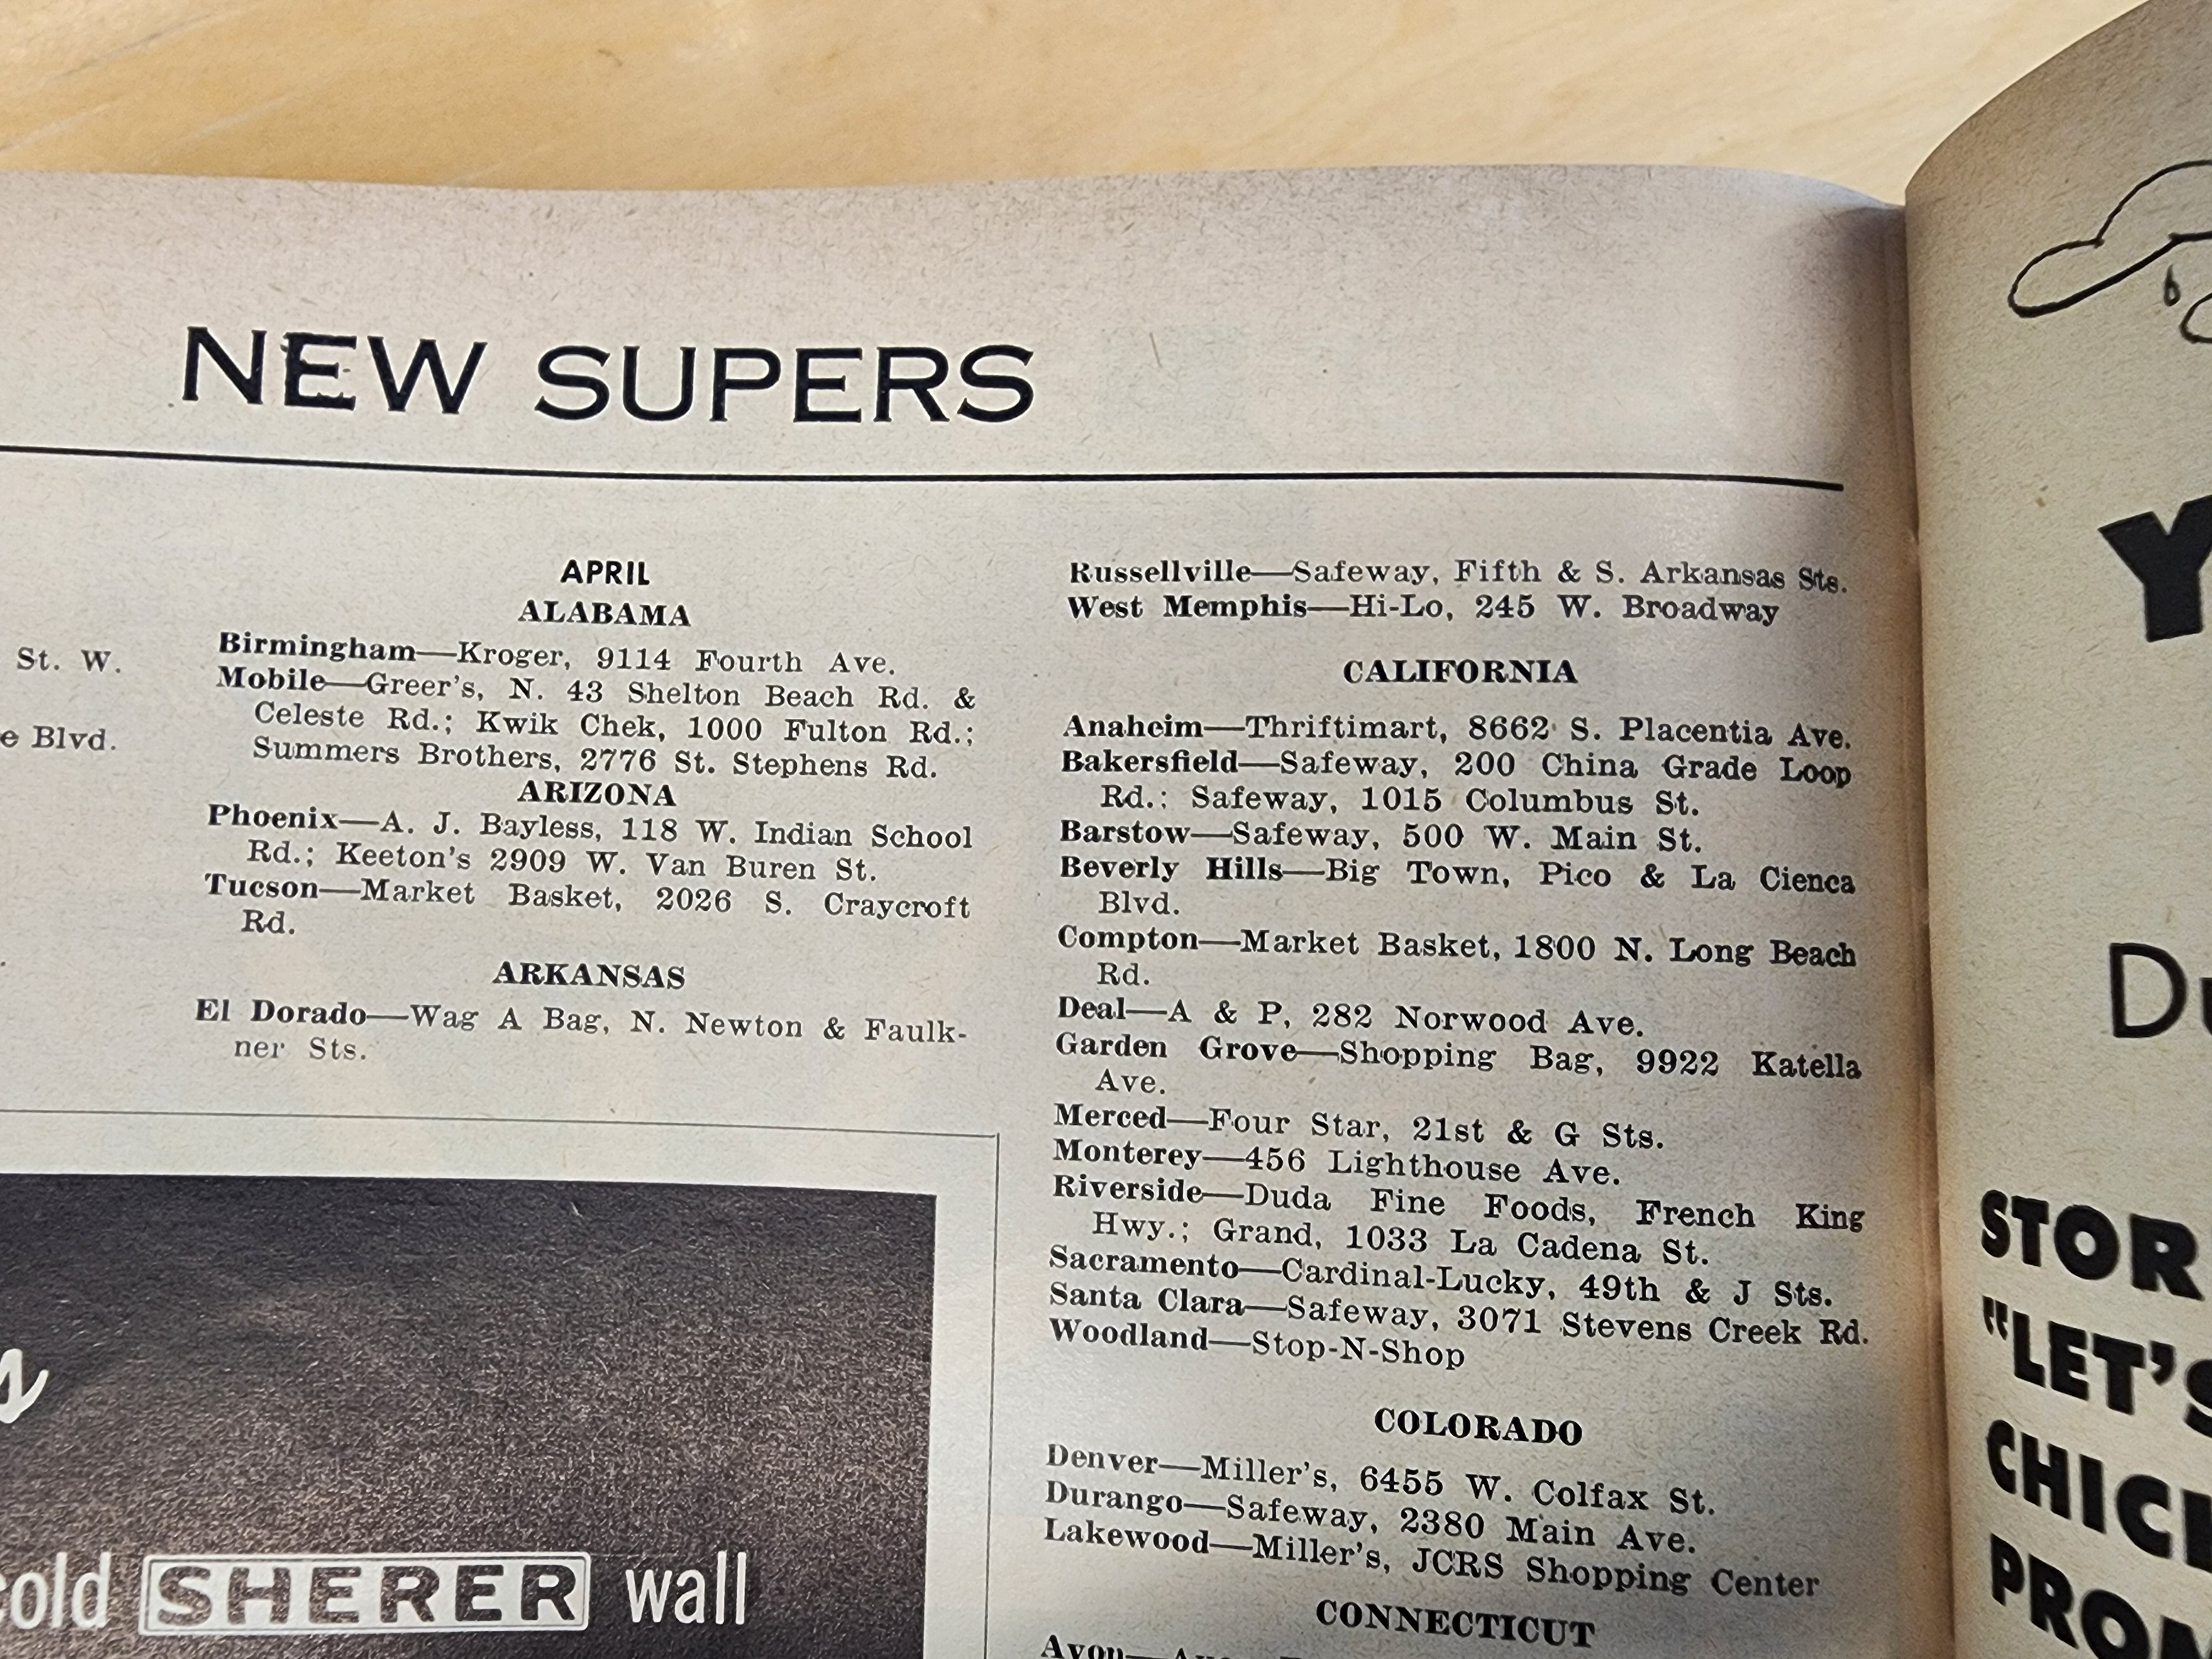 NEW SUPERS
St. W.
e Blvd.
APRIL
ALABAMA
Birmingham—Kroger, 9114 Fourth Ave.
Mobile—Greer's, N. 43 Shelton Beach Rd. &
Celeste Rd.; Kwik Chek, 1000 Fulton Rd.;
Summers Brothers, 2776 St. Stephens Rd.
ARIZONA
Phoenix—A. J. Bayless, 118 W. Indian School
Rd.; Keeton's 2909 W. Van Buren St.
Tucson—Market Basket, 2026 S. Craycroft
Rd.
ARKANSAS
El Dorado—Wag A Bag, N. Newton & Faulk-
ner Sts.
cold SHERER wall
Russellville—Safeway, Fifth & S. Arkansas Sts.
West Memphis—Hi-Lo, 245 W. Broadway
CALIFORNIA
Anaheim—Thriftimart, 8662 S. Placentia Ave.
Bakersfield—Safeway, 200 China Grade Loop
Rd.; Safeway, 1015 Columbus St.
Barstow—Safeway, 500 W. Main St.
Beverly Hills—Big Town, Pico & La Cienca
Blvd.
Compton—Market Basket, 1800 N. Long Beach
Rd.
Deal—A & P, 282 Norwood Ave.
Garden Grove—Shopping Bag, 9922 Katella
Ave.
Merced—Four Star, 21st & G Sts.
Monterey—456 Lighthouse Ave.
Riverside—Duda Fine Foods, French King
Hwy.; Grand, 1033 La Cadena St.
Sacramento—Cardinal-Lucky, 49th & J Sts.
Santa Clara—Safeway, 3071 Stevens Creek Rd.
Woodland—Stop-N-Shop
COLORADO
Denver—Miller's, 6455 W. Colfax St.
Durango—Safeway, 2380 Main Ave.
Lakewood—Miller's, JCRS Shopping Center
CONNECTICUT
Avon—
Y
D
STOR
"LET'S
CHICK
PROM